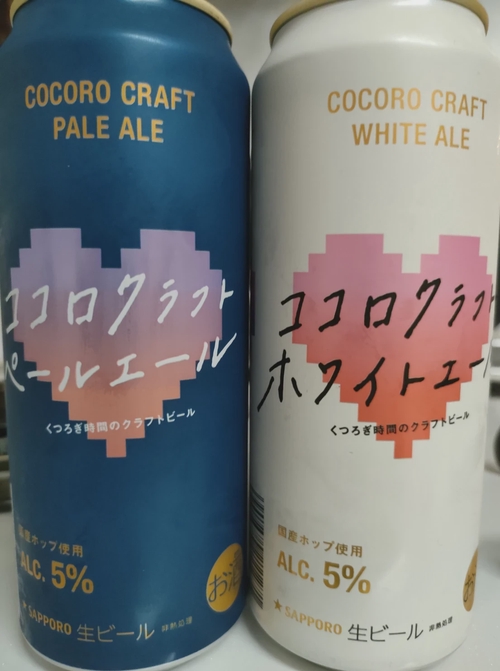 COCORO CRAFT
PALE ALE
ココロクラフト
ペールエール
くつろぎ時間のクラフトビール
国産ホップ使用
ALC. 5%
お酒
★SAPPORO 生ビール 非熱処理
COCORO CRAFT
WHITE ALE
ココロクラフト
ホワイトエール
くつろぎ時間のクラフトビール
国産ホップ使用
ALC. 5%
★SAPPORO 生ビール 非熱処理